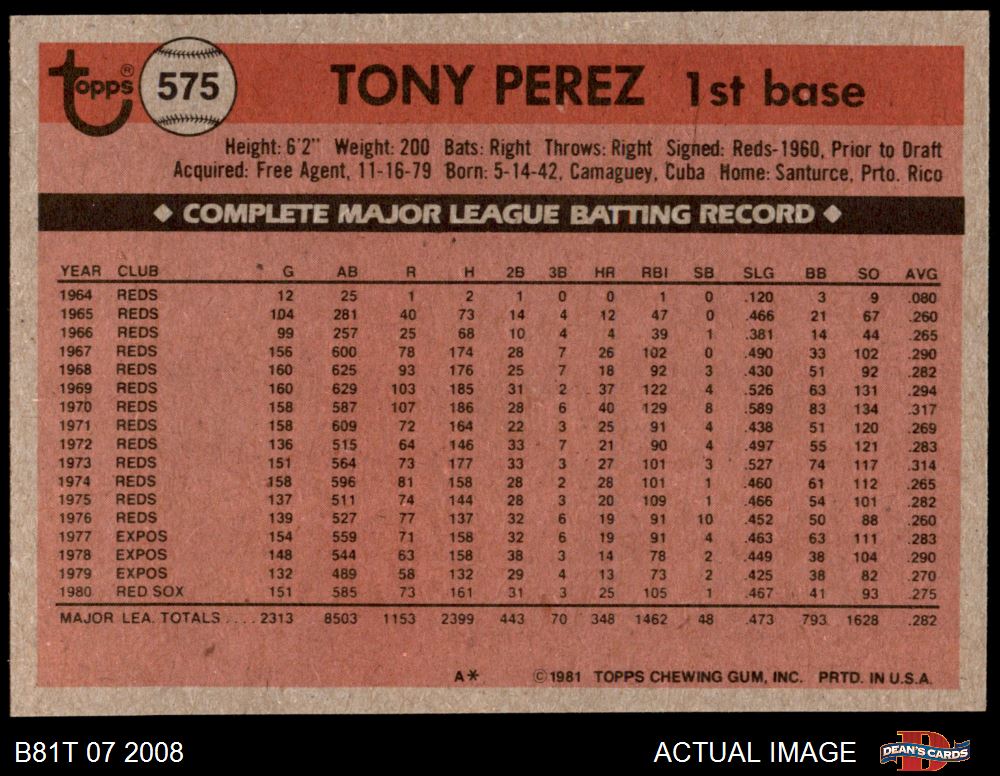 Topps® 575 TONY PEREZ 1st base
Height: 6'2" Weight: 200 Bats: Right Throws: Right Signed: Reds-1960, Prior to Draft
Acquired: Free Agent, 11-16-79 Born: 5-14-42, Camaguey, Cuba Home: Santurce, Prto. Rico
◆ COMPLETE MAJOR LEAGUE BATTING RECORD ◆
YEAR CLUB G AB R H 2B 3B HR RBI SB SLG BB SO AVG
1964 REDS 12 25 1 2 1 0 0 1 0 .120 3 9 .080
1965 REDS 104 281 40 73 14 4 12 47 0 .466 21 67 .260
1966 REDS 99 257 25 68 10 4 4 39 1 .381 14 44 .265
1967 REDS 156 600 78 174 28 7 26 102 0 .490 33 102 .290
1968 REDS 160 625 93 176 25 7 18 92 3 .430 51 92 .282
1969 REDS 160 629 103 185 31 2 37 122 4 .526 63 131 .294
1970 REDS 158 587 107 186 28 6 40 129 8 .589 83 134 .317
1971 REDS 158 609 72 164 22 3 25 91 4 .438 51 120 .269
1972 REDS 136 515 64 146 33 7 21 90 4 .497 55 121 .283
1973 REDS 151 564 73 177 33 3 27 101 3 .527 74 117 .314
1974 REDS 158 596 81 158 28 2 28 101 1 .460 61 112 .265
1975 REDS 137 511 74 144 28 3 20 109 1 .466 54 101 .282
1976 REDS 139 527 77 137 32 6 19 91 10 .452 50 88 .260
1977 EXPOS 154 559 71 158 32 6 19 91 4 .463 63 111 .283
1978 EXPOS 148 544 63 158 38 3 14 78 2 .449 38 104 .290
1979 EXPOS 132 489 58 132 29 4 13 73 2 .425 38 82 .270
1980 RED SOX 151 585 73 161 31 3 25 105 1 .467 41 93 .275
MAJOR LEA. TOTALS .... 2313 8503 1153 2399 443 70 348 1462 48 .473 793 1628 .282
A* ©1981 TOPPS CHEWING GUM, INC. PRTD. IN U.S.A.
B81T 07 2008 ACTUAL IMAGE DEAN'S CARDS